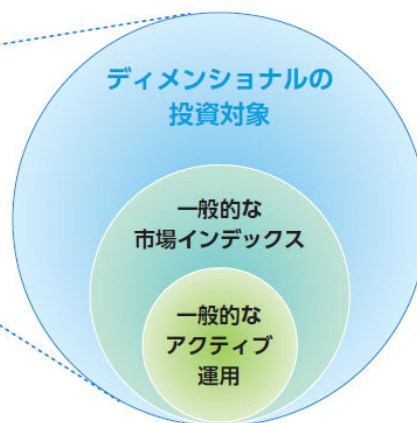 ディメンショナルの
投資対象
一般的な
市場インデックス
一般的な
アクティブ
運用